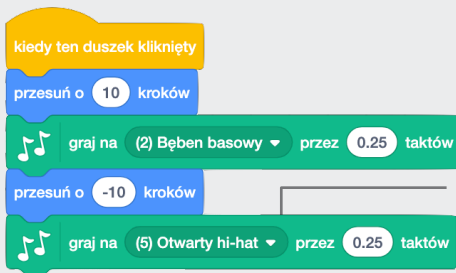 kiedy ten duszek kliknięty
przesuń o 10 kroków
graj na (2) Bęben basowy przez 0.25 taktów
przesuń o -10 kroków
graj na (5) Otwarty hi-hat przez 0.25 taktów